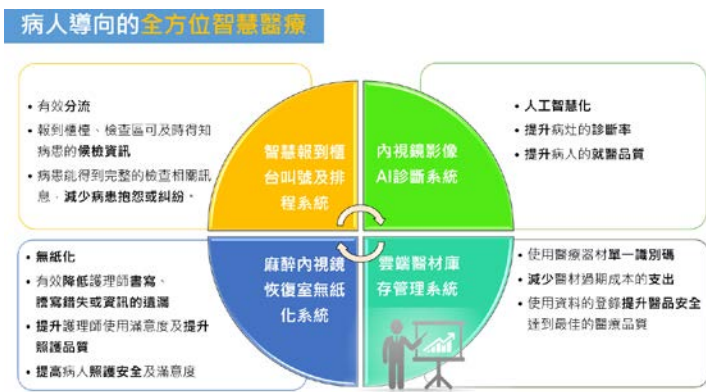 病人導向的全方位智慧醫療
• 有效分流
• 報到櫃檯、檢查區可及時得知
病患的候檢資訊
• 病患能得到完整的檢查相關訊
息，減少病患抱怨或糾紛。
智慧報到櫃
台叫號及排
程系統
內視鏡影像
AI診斷系統
• 人工智慧化
• 提升病灶的診斷率
• 提升病人的就醫品質
• 無紙化
• 有效降低護理師書寫、
謄寫錯失或資訊的遺漏
• 提升護理師使用滿意度及提升
照護品質
• 提高病人照護安全及滿意度
麻醉內視鏡
恢復室無紙
化系統
雲端醫材庫
存管理系統
• 使用醫療器材單一識別碼
• 減少醫材過期成本的支出
• 使用資料的登錄提升醫品安全
達到最佳的醫療品質